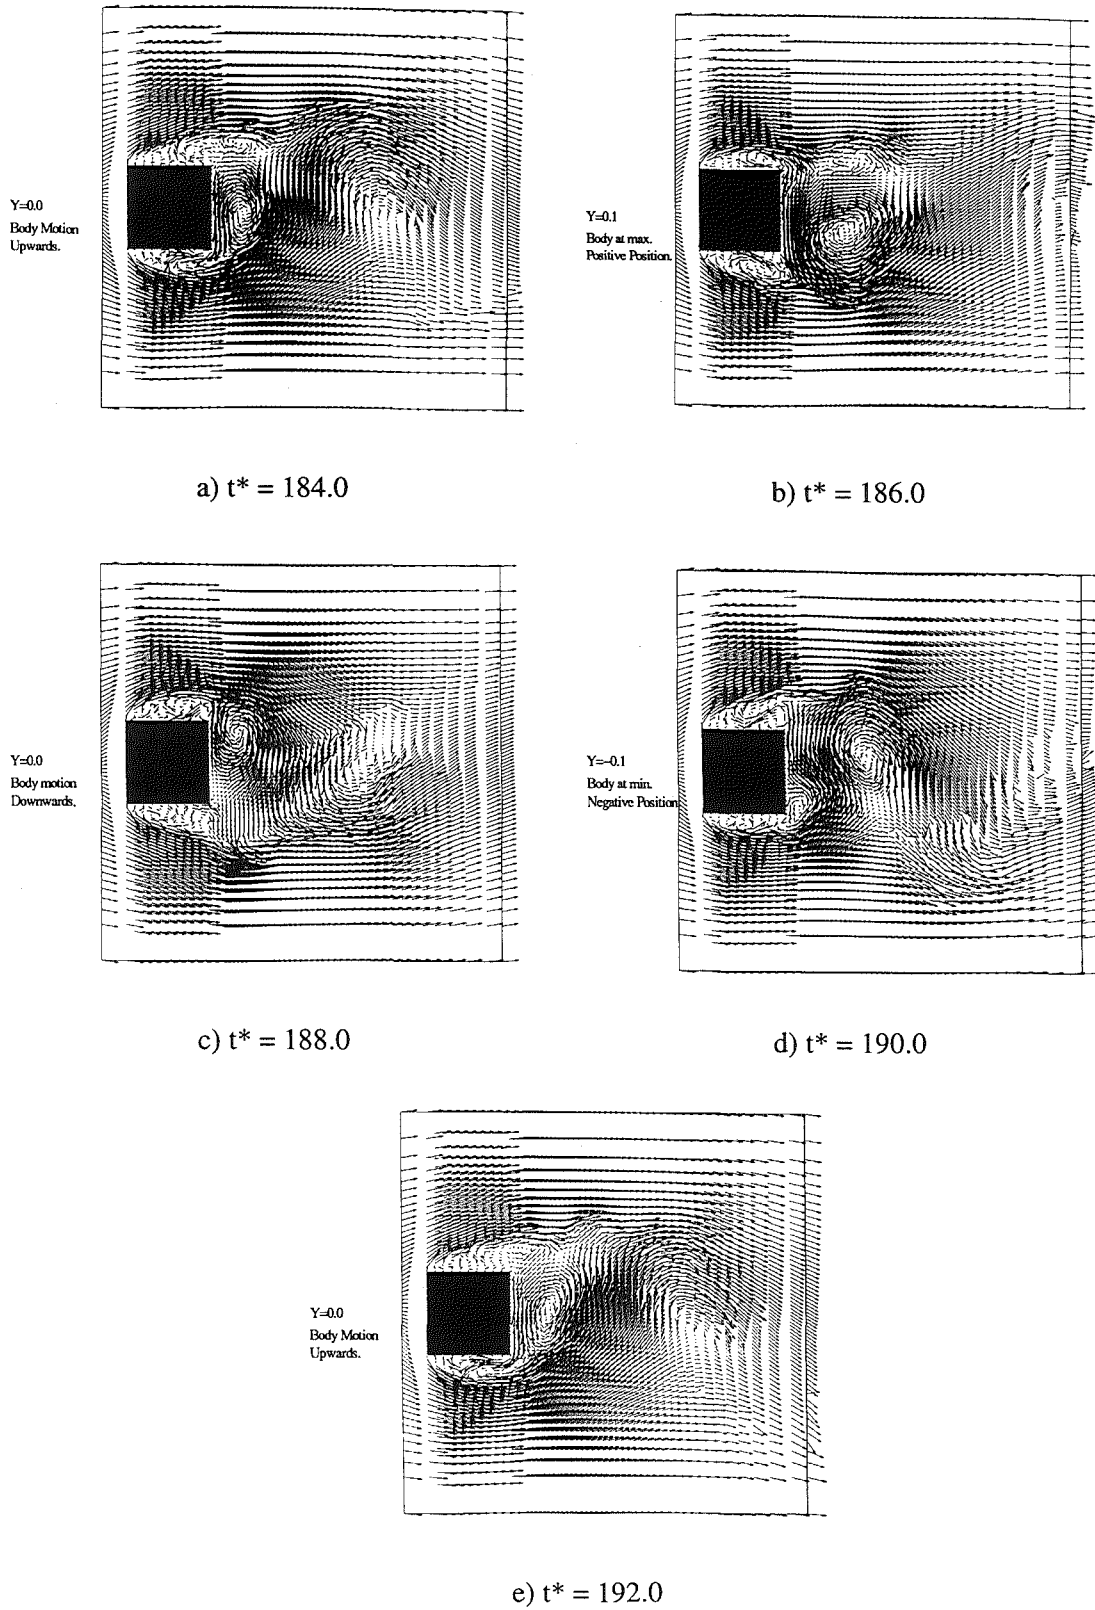 Y=0.0
Body Motion
Upwards.
a) t* = 184.0
Y=0.1
Body at max.
Positive Position.
b) t* = 186.0
Y=0.0
Body motion
Downwards.
c) t* = 188.0
Y=-0.1
Body at min.
Negative Position
d) t* = 190.0
Y=0.0
Body Motion
Upwards.
e) t* = 192.0